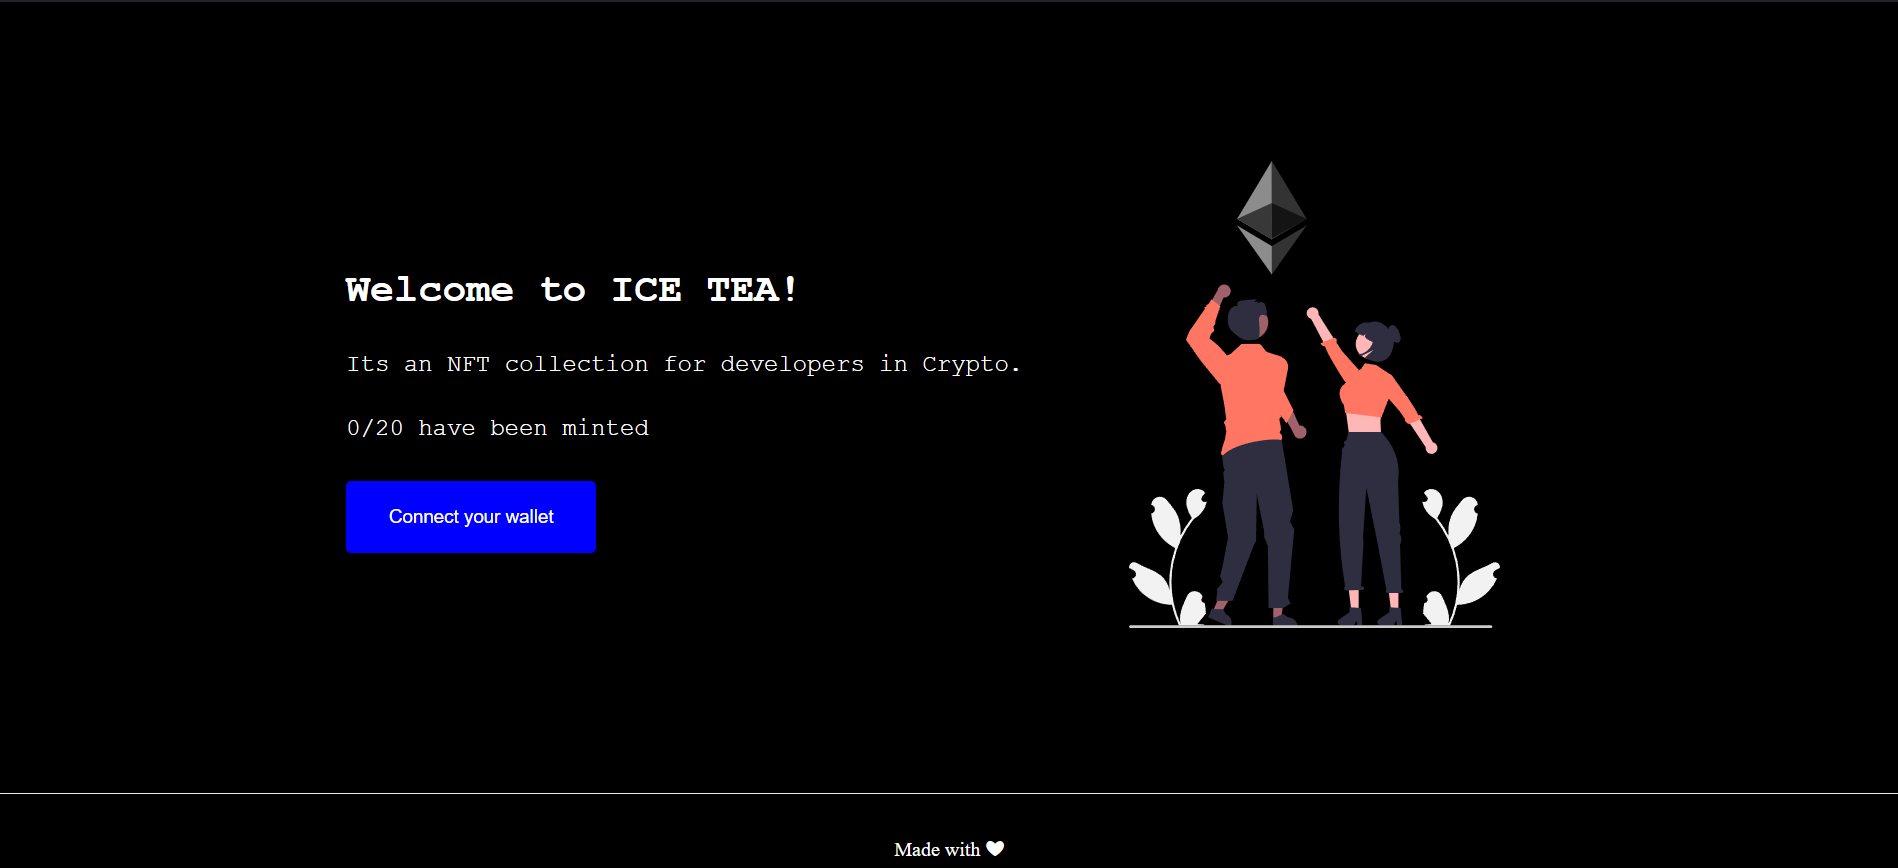 Welcome to ICE TEA!
Its an NFT collection for developers in Crypto.
0/20 have been minted
Connect your wallet
Made with 🖤